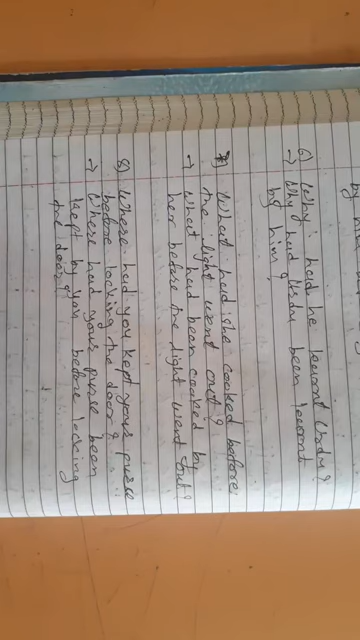 by
6) Why had he learnt Urdu?
→ Why had Urdu been learnt
by him?
7) What had she cooked before
the light went out?
→ What had been cooked by
her before the light went out?
8) Where had you kept your purse
before locking the door?
→ Where had your purse been
kept by you before locking
the door?